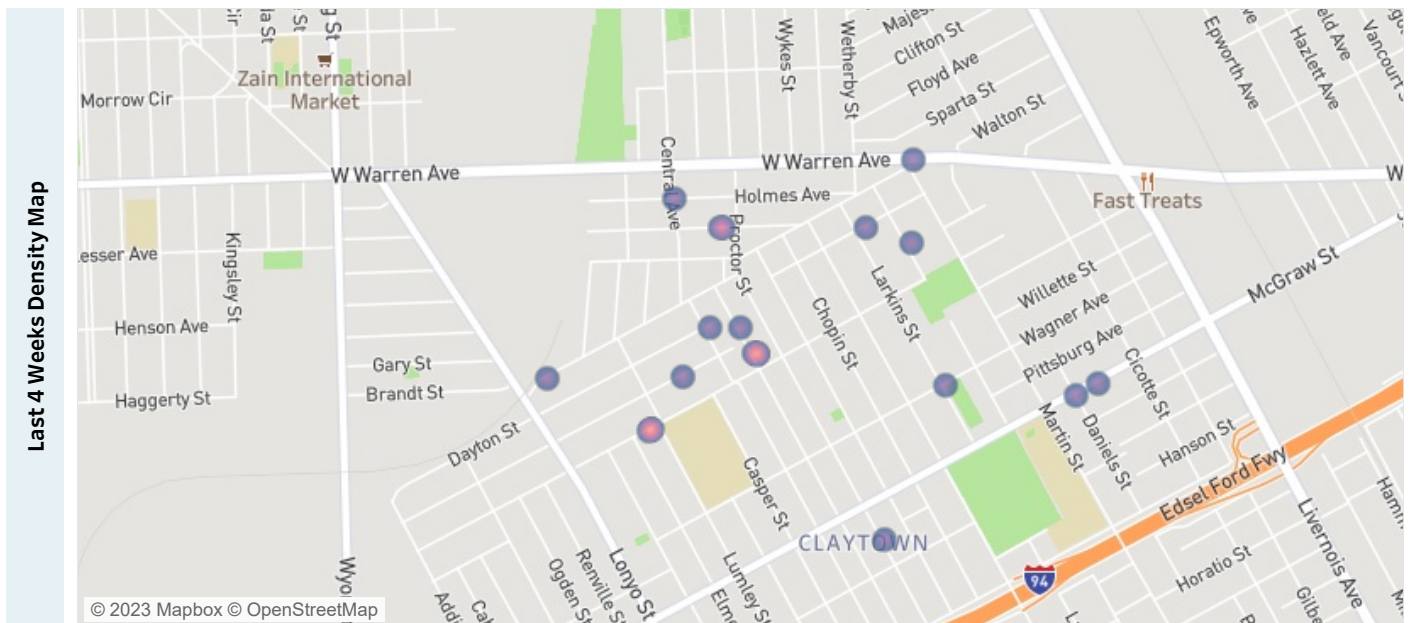 Last 4 Weeks Density Map
Zain International
Market
Morrow Cir
Wykes St
Wetherby St
Clifton St
Floyd Ave
Sparta St
Walton St
Epworth Ave
Hazlett Ave
W Warren Ave
W Warren Ave
Central Ave
Holmes Ave
Proctor St
Fast Treats
Kingsley St
Larkins St
Willette St
McGraw St
Wagner Ave
Chopin St
Pittsburg Ave
Henson Ave
Gary St
Brandt St
Haggerty St
Cicotte St
Martin St
Daniels St
Hanson St
Dayton St
Casper St
Edsel Ford Fwy
CLAYTOWN
94
Livernois Ave
Horatio St
Lonyo St
Renville S
Ogden St
Lumley St
© 2023 Mapbox © OpenStreetMap